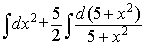 ∫dx² + 5/2 ∫ d(5 + x²)/(5 + x²)